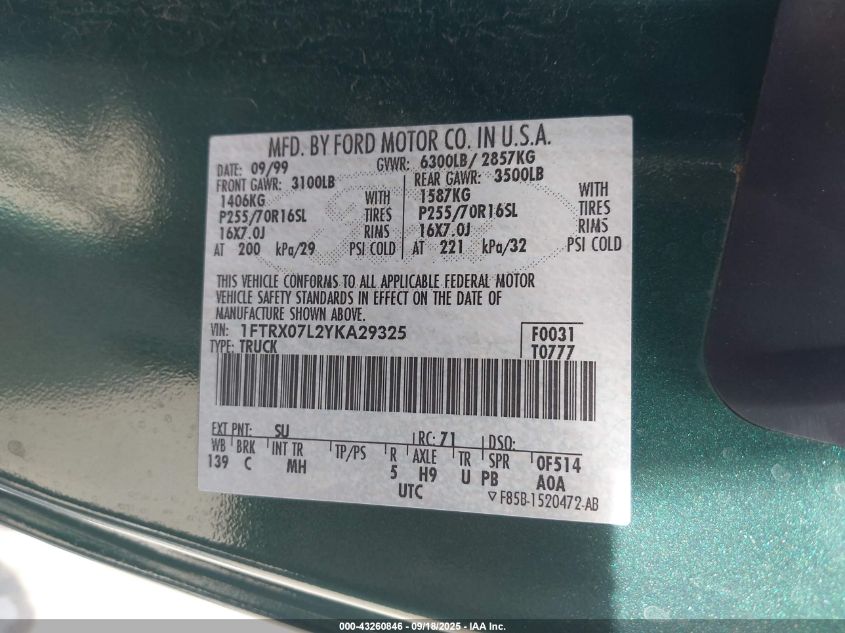 MFD. BY FORD MOTOR CO. IN U.S.A.
DATE: 09/99 GVWR: 6300LB/ 2857KG
FRONT GAWR: 3100LB REAR GAWR: 3500LB
1406KG WITH 1587KG WITH
P255/70R16SL TIRES P255/70R16SL TIRES
16X7.0J RIMS 16X7.0J RIMS
AT 200 kPa/29 PSI COLD AT 221 kPa/32 PSI COLD
THIS VEHICLE CONFORMS TO ALL APPLICABLE FEDERAL MOTOR
VEHICLE SAFETY STANDARDS IN EFFECT ON THE DATE OF
MANUFACTURE SHOWN ABOVE.
VIN: 1FTRX07L2YKA29325 F0031
TYPE: TRUCK T0777
EXT PNT: SU RC: 71 DSO:
WB BRK INT TR TP/PS R AXLE TR SPR 0F514
139 C MH 5 H9 U PB A0A
UTC ▽ F85B-1520472-AB
000-43260846 - 09/18/2025 - IAA Inc.